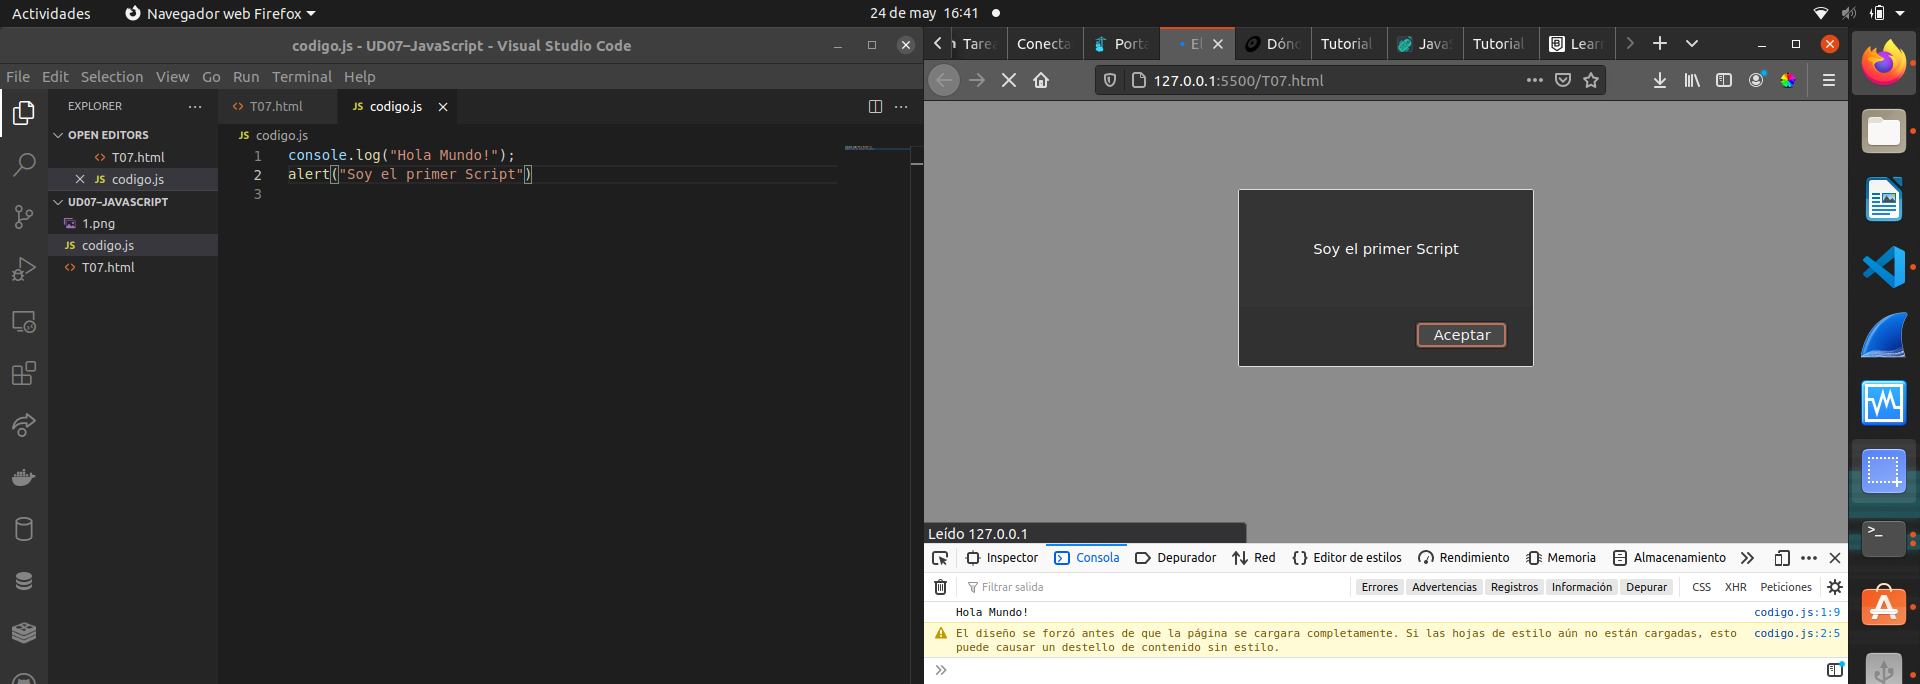 Actividades
Navegador web Firefox
24 de may 16:41
codigo.js - UD07-JavaScript - Visual Studio Code
File Edit Selection View Go Run Terminal Help
EXPLORER
OPEN EDITORS
T07.html
codigo.js
UD07-JAVASCRIPT
1.png
codigo.js
T07.html
T07.html
JS codigo.js
JS codigo.js
1 console.log("Hola Mundo!");
2 alert("Soy el primer Script")
3
Tarea
Conecta
Porta
El
Dónd
Tutorial
Java
Tutorial
Lear
127.0.0.1:5500/T07.html
Soy el primer Script
Aceptar
Leído 127.0.0.1
Inspector Consola Depurador Red Editor de estilos Rendimiento Memoria Almacenamiento
Filtrar salida
Errores Advertencias Registros Información Depurar CSS XHR Peticiones
Hola Mundo! codigo.js:1:9
El diseño se forzó antes de que la página se cargara completamente. Si las hojas de estilo aún no están cargadas, esto codigo.js:2:5
puede causar un destello de contenido sin estilo.